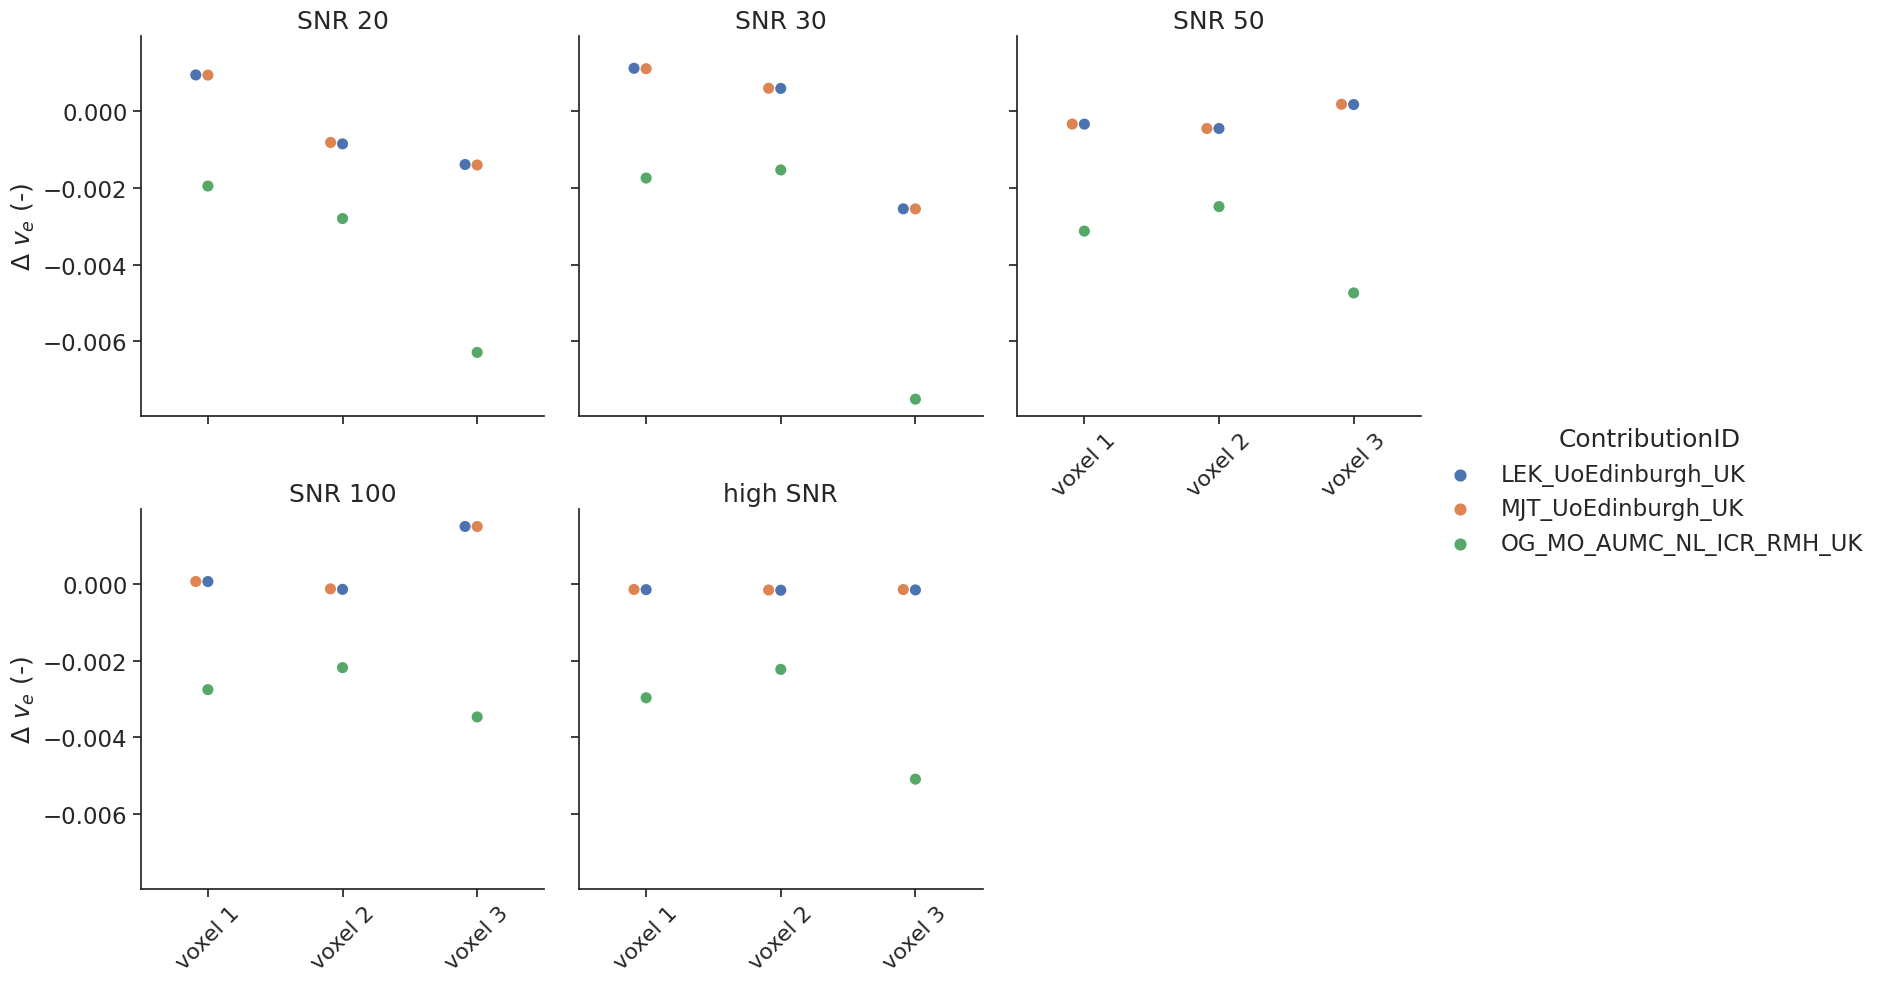 SNR 20
SNR 30
SNR 50
0.000
−0.002
−0.004
−0.006
Δ vₑ (-)
voxel 1
voxel 2
voxel 3
ContributionID
LEK_UoEdinburgh_UK
MJT_UoEdinburgh_UK
OG_MO_AUMC_NL_ICR_RMH_UK
SNR 100
high SNR
0.000
−0.002
−0.004
−0.006
Δ vₑ (-)
voxel 1
voxel 2
voxel 3
voxel 1
voxel 2
voxel 3